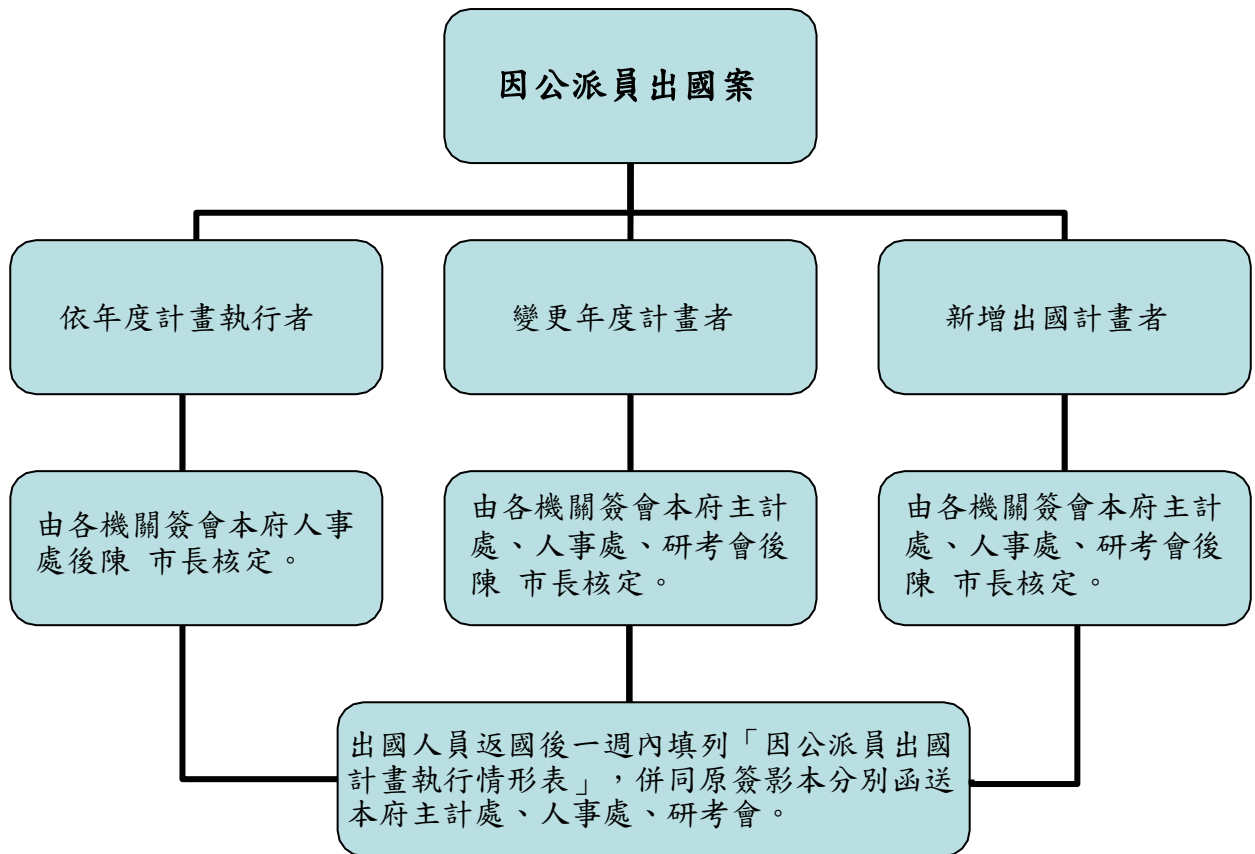 因公派員出國案
依年度計畫執行者
變更年度計畫者
新增出國計畫者
由各機關簽會本府人事
處後陳 市長核定。
由各機關簽會本府主計
處、人事處、研考會後
陳 市長核定。
由各機關簽會本府主計
處、人事處、研考會後
陳 市長核定。
出國人員返國後一週內填列「因公派員出國
計畫執行情形表」，併同原簽影本分別函送
本府主計處、人事處、研考會。